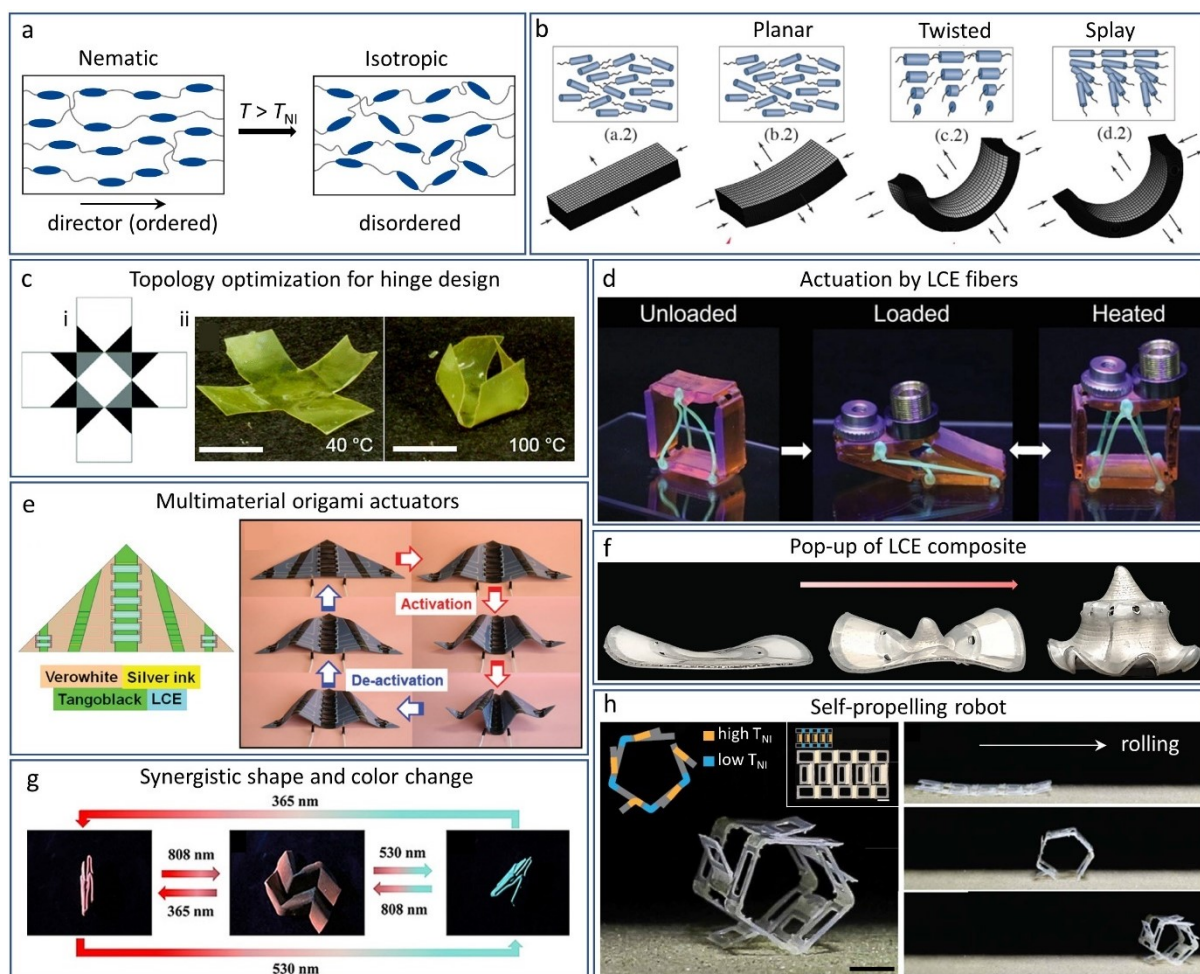 a
Nematic
Isotropic
T > TNI
director (ordered)
disordered
b
Planar
Twisted
Splay
(a.2)
(b.2)
(c.2)
(d.2)
c
Topology optimization for hinge design
i
ii
40 °C
100 °C
d
Actuation by LCE fibers
Unloaded
Loaded
Heated
e
Multimaterial origami actuators
Verowhite
Silver ink
Tangoblack
LCE
Activation
De-activation
f
Pop-up of LCE composite
g
Synergistic shape and color change
365 nm
808 nm
365 nm
530 nm
808 nm
530 nm
h
Self-propelling robot
high TNI
low TNI
rolling